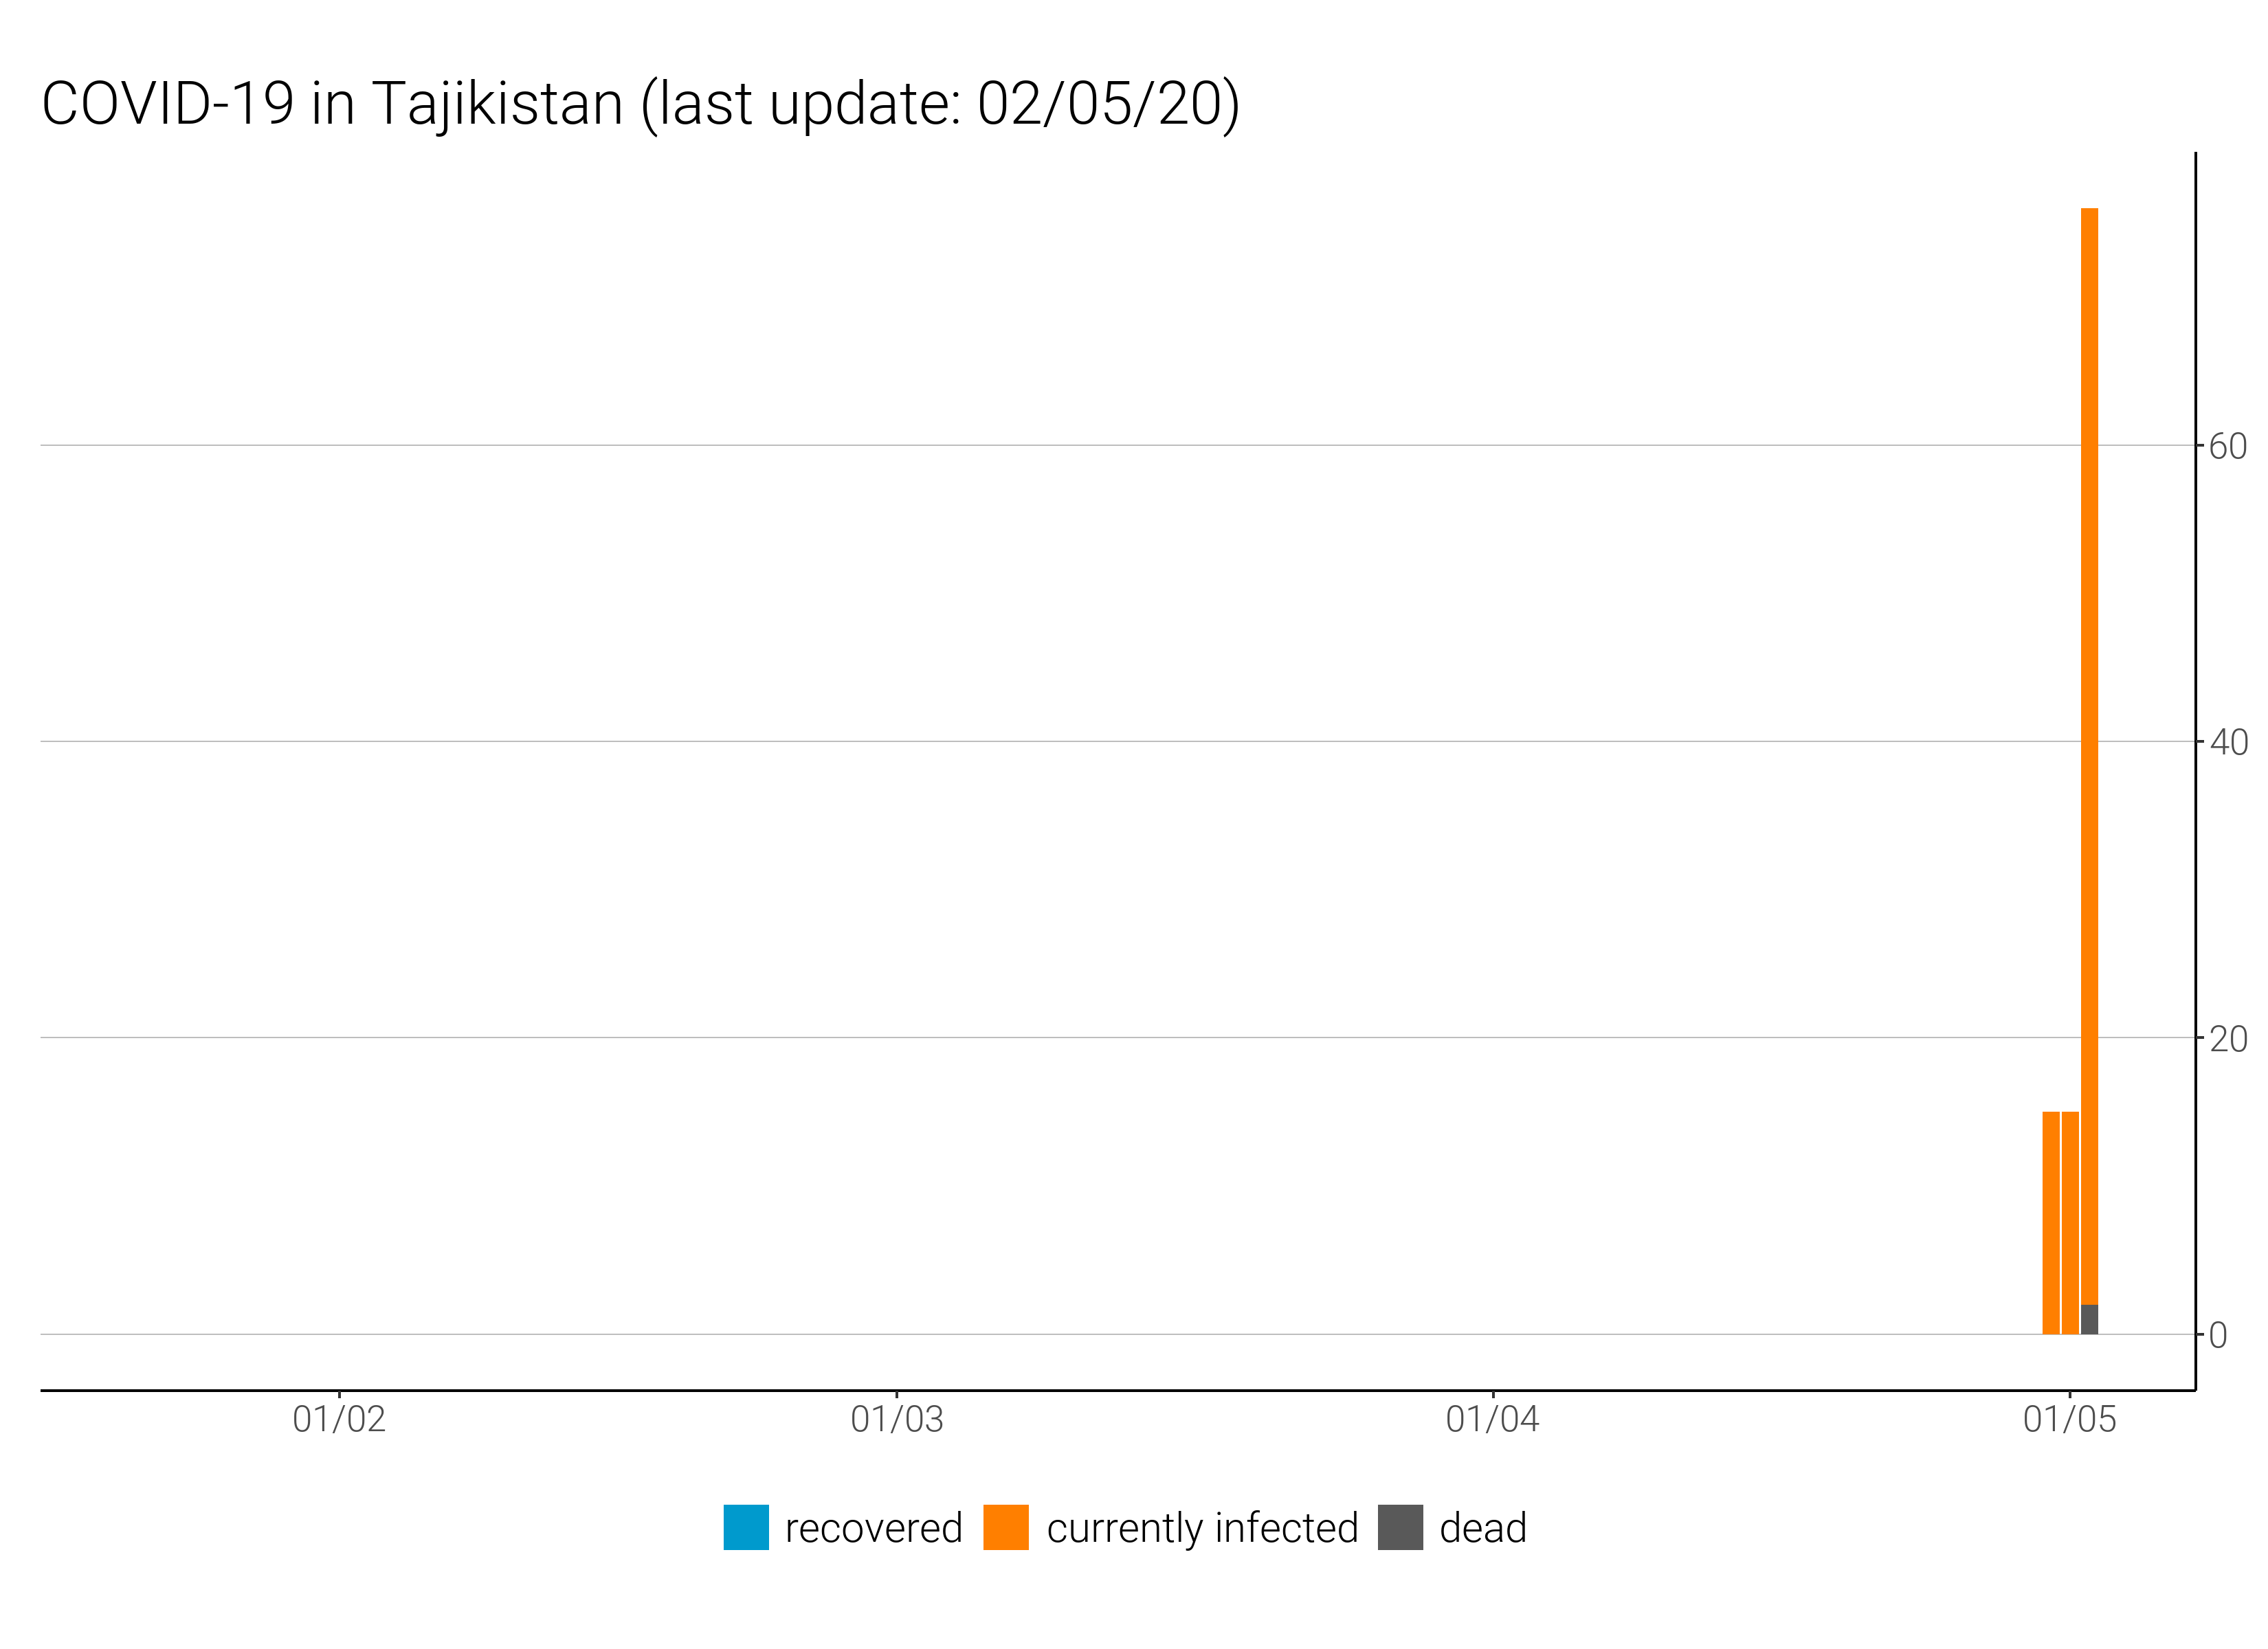 COVID-19 in Tajikistan (last update: 02/05/20)
60
40
20
0
01/02 01/03 01/04 01/05
recovered currently infected dead